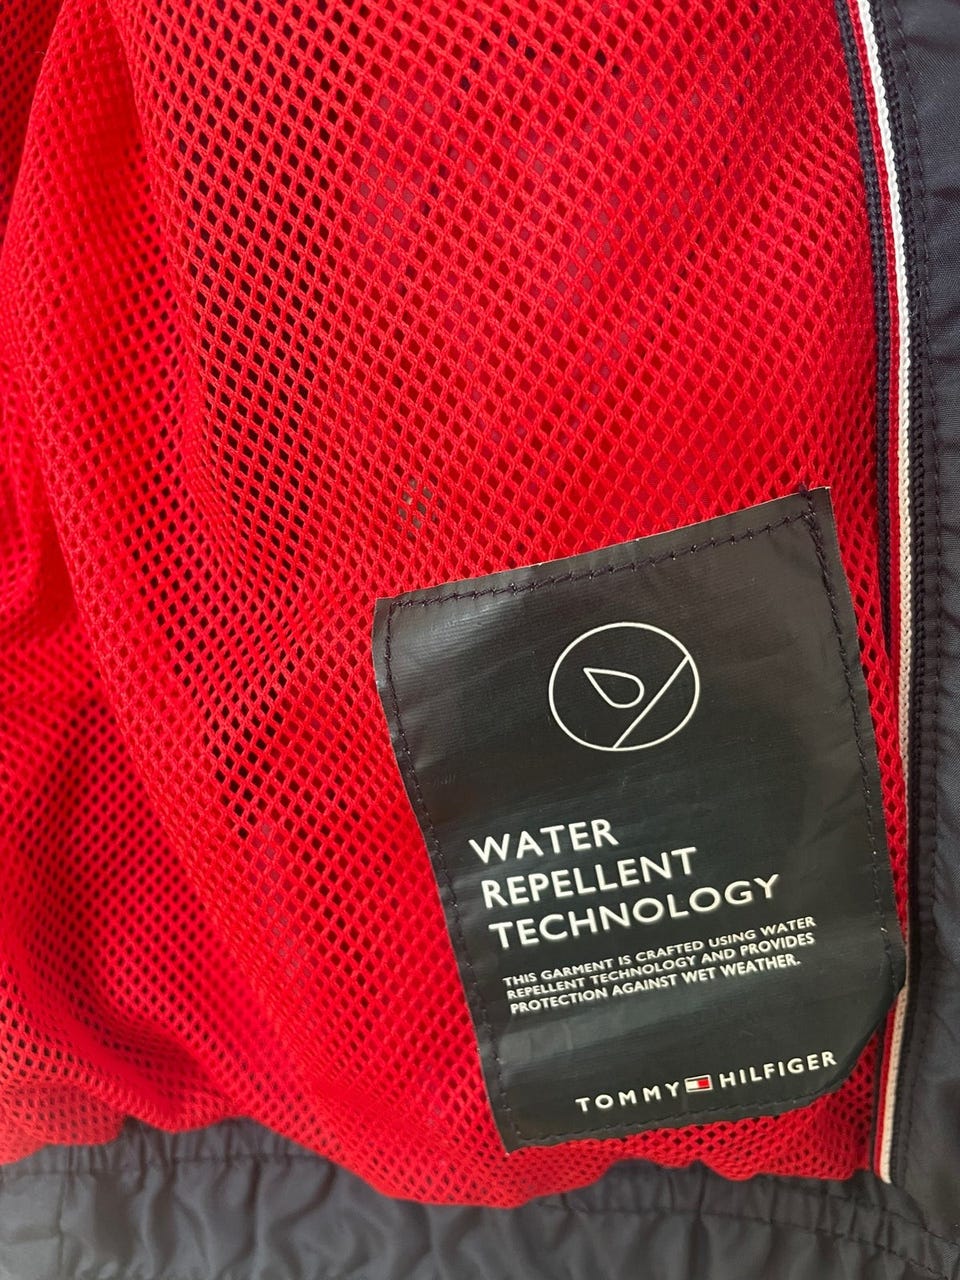 WATER
REPELLENT
TECHNOLOGY
THIS GARMENT IS CRAFTED USING WATER
REPELLENT TECHNOLOGY AND PROVIDES
PROTECTION AGAINST WET WEATHER.
TOMMY HILFIGER